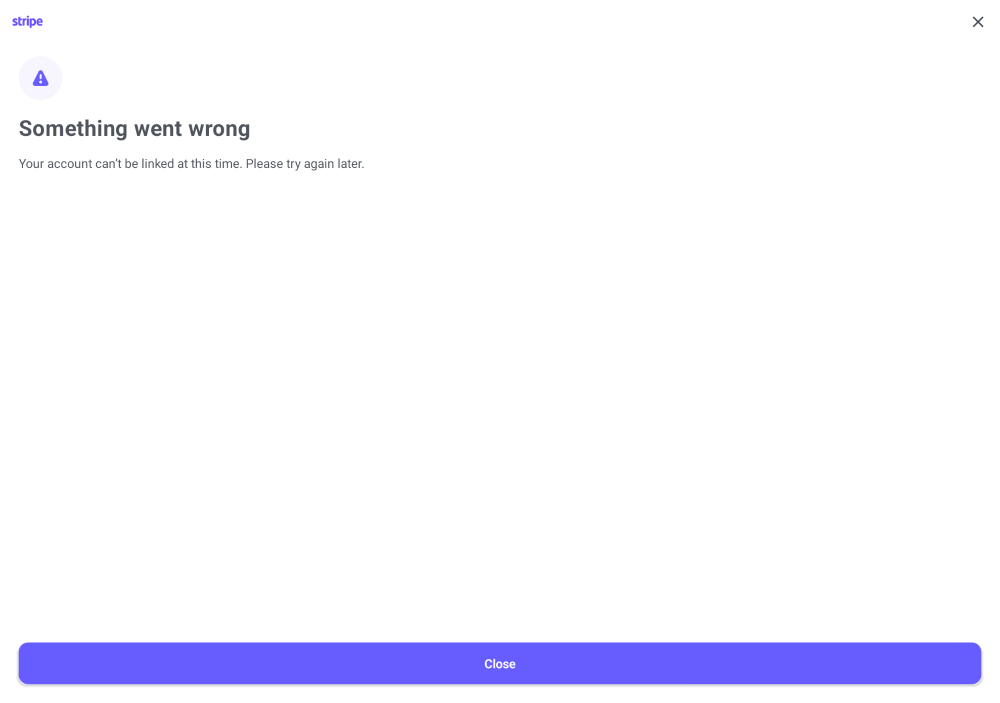 stripe
Something went wrong
Your account can't be linked at this time. Please try again later.
Close